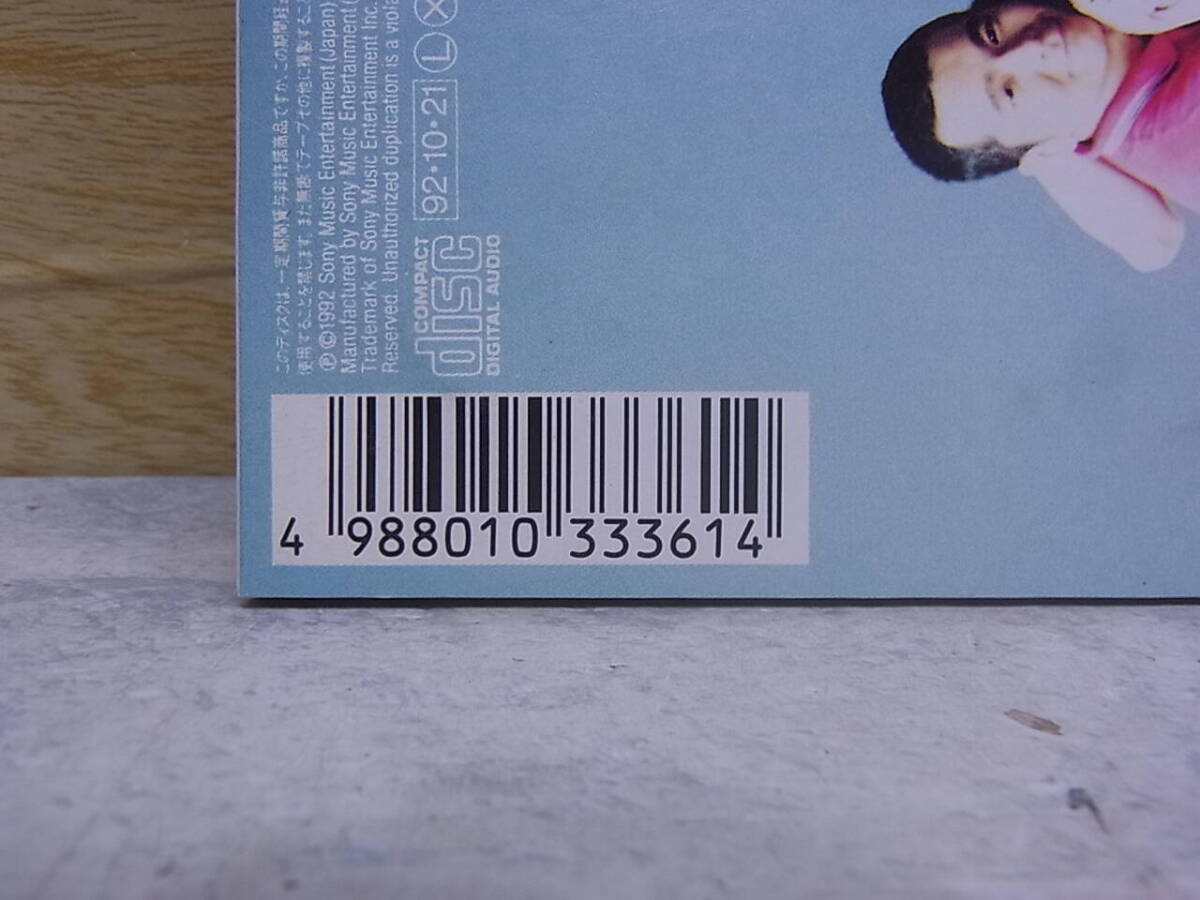 このディスクは、一定期間貸与非許諾商品ですが、この期間経
使用することを禁じます。また無断でテープその他に複製すること
Ⓟ©1992 Sony Music Entertainment (Japan)
Manufactured by Sony Music Entertainment (
Trademark of Sony Music Entertainment Inc.
Reserved. Unauthorized duplication is a viola
COMPACT
disc
DIGITAL AUDIO
92·10·21
Ⓛ
Ⓧ
4 988010 333614